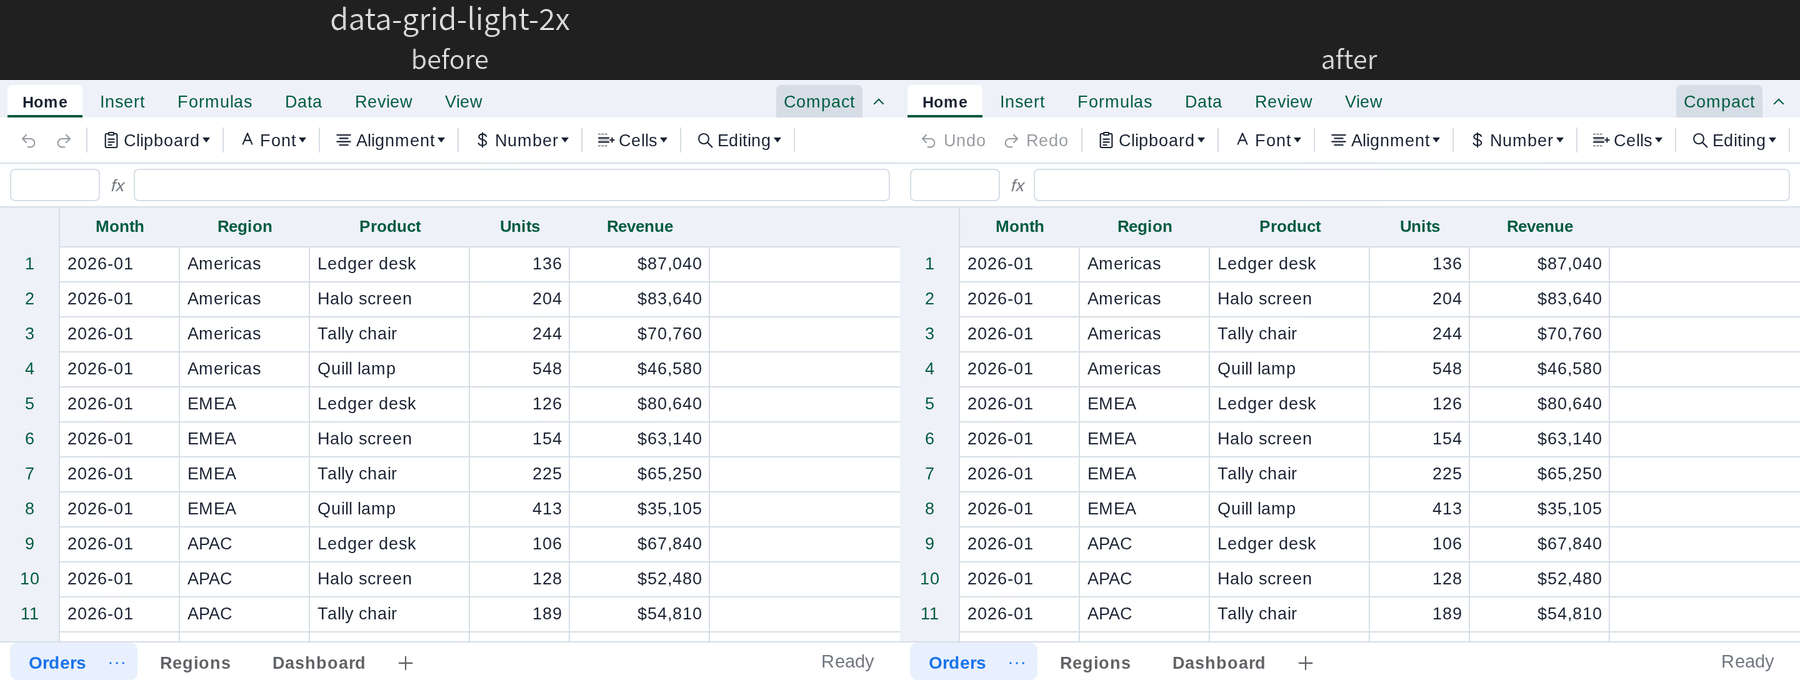 data-grid-light-2x
before after
Home Insert Formulas Data Review View Compact Home Insert Formulas Data Review View Compact
Clipboard Font Alignment $ Number Cells Editing Undo Redo Clipboard Font Alignment $ Number Cells Editing
fx fx
Month Region Product Units Revenue Month Region Product Units Revenue
1 2026-01 Americas Ledger desk 136 $87,040 1 2026-01 Americas Ledger desk 136 $87,040
2 2026-01 Americas Halo screen 204 $83,640 2 2026-01 Americas Halo screen 204 $83,640
3 2026-01 Americas Tally chair 244 $70,760 3 2026-01 Americas Tally chair 244 $70,760
4 2026-01 Americas Quill lamp 548 $46,580 4 2026-01 Americas Quill lamp 548 $46,580
5 2026-01 EMEA Ledger desk 126 $80,640 5 2026-01 EMEA Ledger desk 126 $80,640
6 2026-01 EMEA Halo screen 154 $63,140 6 2026-01 EMEA Halo screen 154 $63,140
7 2026-01 EMEA Tally chair 225 $65,250 7 2026-01 EMEA Tally chair 225 $65,250
8 2026-01 EMEA Quill lamp 413 $35,105 8 2026-01 EMEA Quill lamp 413 $35,105
9 2026-01 APAC Ledger desk 106 $67,840 9 2026-01 APAC Ledger desk 106 $67,840
10 2026-01 APAC Halo screen 128 $52,480 10 2026-01 APAC Halo screen 128 $52,480
11 2026-01 APAC Tally chair 189 $54,810 11 2026-01 APAC Tally chair 189 $54,810
Orders ... Regions Dashboard + Ready Orders ... Regions Dashboard + Ready